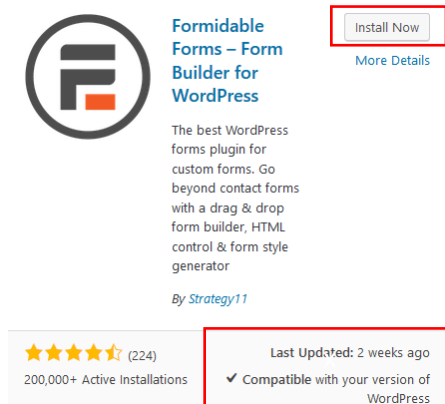 Formidable
Forms – Form
Builder for
WordPress
Install Now
More Details
The best WordPress
forms plugin for
custom forms. Go
beyond contact forms
with a drag & drop
form builder, HTML
control & form style
generator
By Strategy11
(224)
200,000+ Active Installations
Last Updated: 2 weeks ago
✔ Compatible with your version of
WordPress